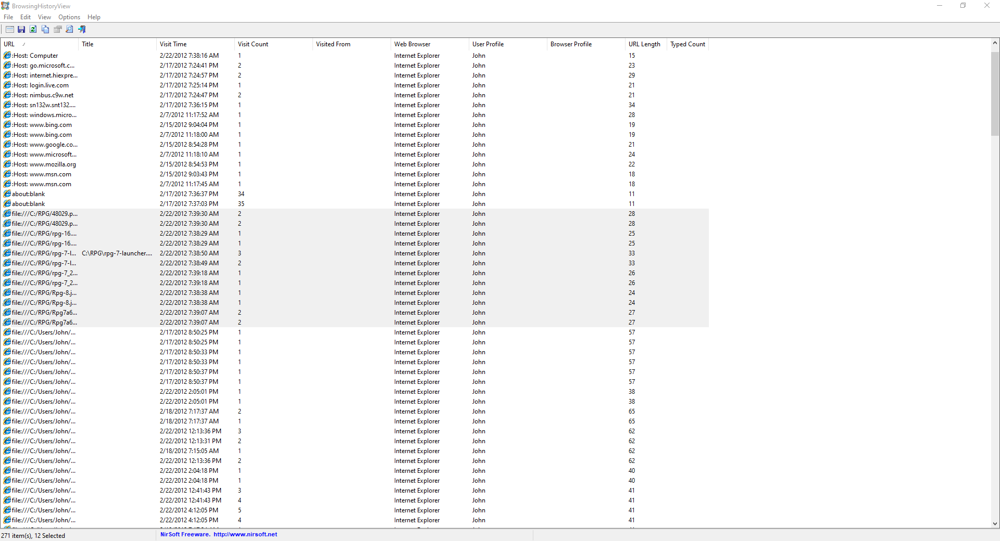 BrowsingHistoryView
File Edit View Options Help
URL Title Visit Time Visit Count Visited From Web Browser User Profile Browser Profile URL Length Typed Count
:Host: Computer 2/22/2012 7:38:16 AM 1 Internet Explorer John 15
:Host: go.microsoft.c... 2/17/2012 7:24:41 PM 2 Internet Explorer John 23
:Host: internet.hiexpre... 2/17/2012 7:24:57 PM 2 Internet Explorer John 29
:Host: login.live.com 2/17/2012 7:25:14 PM 1 Internet Explorer John 21
:Host: nimbus.c9w.net 2/17/2012 7:24:47 PM 2 Internet Explorer John 21
:Host: sn132w.snt132.... 2/17/2012 7:36:15 PM 1 Internet Explorer John 34
:Host: windows.micro... 2/7/2012 11:17:52 AM 1 Internet Explorer John 28
:Host: www.bing.com 2/15/2012 9:04:04 PM 1 Internet Explorer John 19
:Host: www.bing.com 2/7/2012 11:18:00 AM 1 Internet Explorer John 19
:Host: www.google.co... 2/15/2012 8:54:28 PM 1 Internet Explorer John 21
:Host: www.microsoft... 2/7/2012 11:18:10 AM 1 Internet Explorer John 24
:Host: www.mozilla.org 2/15/2012 8:54:53 PM 1 Internet Explorer John 22
:Host: www.msn.com 2/15/2012 9:03:43 PM 1 Internet Explorer John 18
:Host: www.msn.com 2/7/2012 11:17:45 AM 1 Internet Explorer John 18
about:blank 2/17/2012 7:36:37 PM 34 Internet Explorer John 11
about:blank 2/17/2012 7:37:03 PM 35 Internet Explorer John 11
file:///C:/RPG/48029.p... 2/22/2012 7:39:30 AM 2 Internet Explorer John 28
file:///C:/RPG/48029.p... 2/22/2012 7:39:30 AM 2 Internet Explorer John 28
file:///C:/RPG/rpg-16.... 2/22/2012 7:38:29 AM 1 Internet Explorer John 25
file:///C:/RPG/rpg-16.... 2/22/2012 7:38:29 AM 1 Internet Explorer John 25
file:///C:/RPG/rpg-7-l... C:\RPG\rpg-7-launcher.... 2/22/2012 7:38:50 AM 3 Internet Explorer John 33
file:///C:/RPG/rpg-7-l... 2/22/2012 7:38:49 AM 2 Internet Explorer John 33
file:///C:/RPG/rpg-7_2... 2/22/2012 7:39:18 AM 1 Internet Explorer John 26
file:///C:/RPG/rpg-7_2... 2/22/2012 7:39:18 AM 1 Internet Explorer John 26
file:///C:/RPG/Rpg-8.j... 2/22/2012 7:38:38 AM 1 Internet Explorer John 24
file:///C:/RPG/Rpg-8.j... 2/22/2012 7:38:38 AM 1 Internet Explorer John 24
file:///C:/RPG/Rpg7a6... 2/22/2012 7:39:07 AM 2 Internet Explorer John 27
file:///C:/RPG/Rpg7a6... 2/22/2012 7:39:07 AM 2 Internet Explorer John 27
file:///C:/Users/John/... 2/17/2012 8:50:25 PM 1 Internet Explorer John 57
file:///C:/Users/John/... 2/17/2012 8:50:25 PM 1 Internet Explorer John 57
file:///C:/Users/John/... 2/17/2012 8:50:33 PM 1 Internet Explorer John 57
file:///C:/Users/John/... 2/17/2012 8:50:33 PM 1 Internet Explorer John 57
file:///C:/Users/John/... 2/17/2012 8:50:37 PM 1 Internet Explorer John 57
file:///C:/Users/John/... 2/17/2012 8:50:37 PM 1 Internet Explorer John 57
file:///C:/Users/John/... 2/22/2012 2:05:01 PM 1 Internet Explorer John 38
file:///C:/Users/John/... 2/22/2012 2:05:01 PM 1 Internet Explorer John 38
file:///C:/Users/John/... 2/18/2012 7:17:37 AM 2 Internet Explorer John 65
file:///C:/Users/John/... 2/18/2012 7:17:37 AM 1 Internet Explorer John 65
file:///C:/Users/John/... 2/22/2012 12:13:36 PM 3 Internet Explorer John 62
file:///C:/Users/John/... 2/22/2012 12:13:31 PM 2 Internet Explorer John 62
file:///C:/Users/John/... 2/18/2012 7:15:05 AM 1 Internet Explorer John 62
file:///C:/Users/John/... 2/22/2012 12:13:36 PM 2 Internet Explorer John 62
file:///C:/Users/John/... 2/22/2012 2:04:18 PM 1 Internet Explorer John 40
file:///C:/Users/John/... 2/22/2012 2:04:18 PM 1 Internet Explorer John 40
file:///C:/Users/John/... 2/22/2012 12:41:43 PM 3 Internet Explorer John 41
file:///C:/Users/John/... 2/22/2012 12:41:43 PM 4 Internet Explorer John 41
file:///C:/Users/John/... 2/22/2012 4:12:05 PM 5 Internet Explorer John 41
file:///C:/Users/John/... 2/22/2012 4:12:05 PM 4 Internet Explorer John 41
271 item(s), 12 Selected NirSoft Freeware. http://www.nirsoft.net